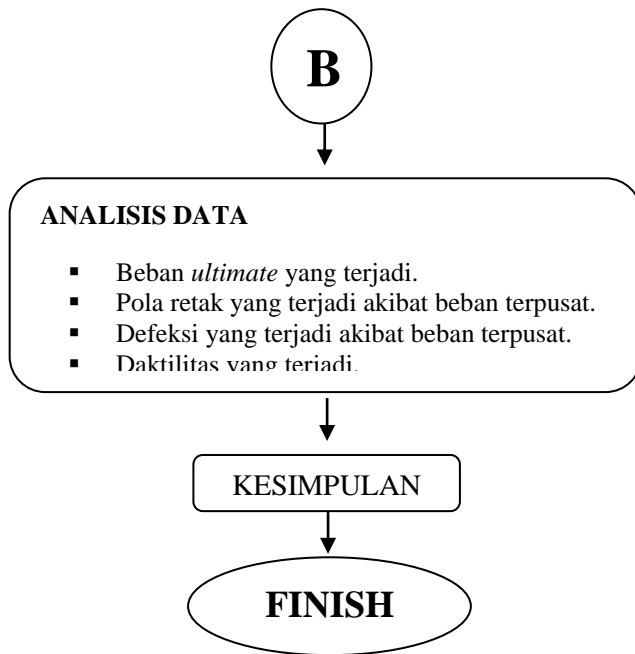 B
ANALISIS DATA
▪ Beban ultimate yang terjadi.
▪ Pola retak yang terjadi akibat beban terpusat.
▪ Defeksi yang terjadi akibat beban terpusat.
▪ Daktilitas yang terjadi.
KESIMPULAN
FINISH